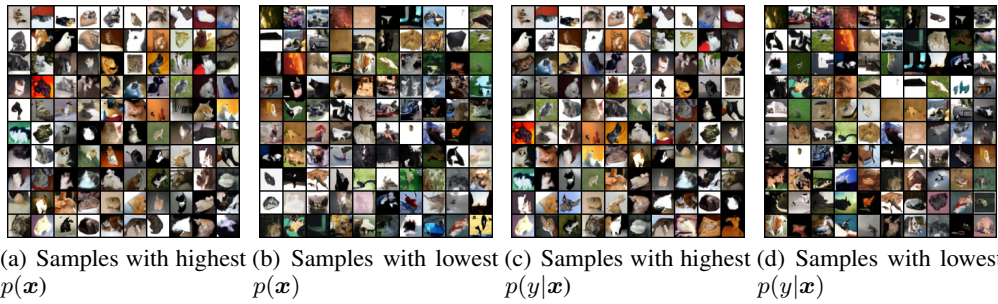 (a) Samples with highest
p(x)
(b) Samples with lowest
p(x)
(c) Samples with highest
p(y|x)
(d) Samples with lowest
p(y|x)